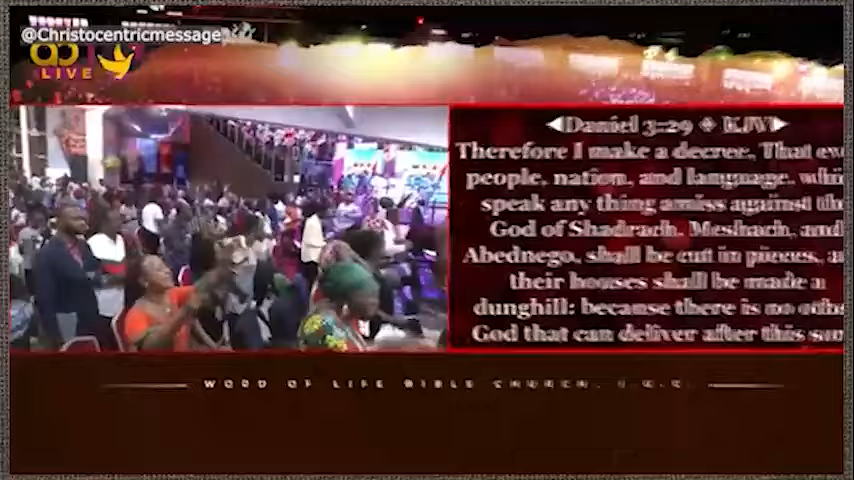 @Christocentricmessage
LIVE
Daniel 3:29 ❖ KJV
Therefore I make a decree, That
people, nation, and language,
speak any thing amiss against
God of Shadrach, Meshach, and
Abednego, shall be cut in pieces,
their houses shall be made a
dunghill: because there is no
God that can deliver after this
WORD OF LIFE BIBLE CHURCH,